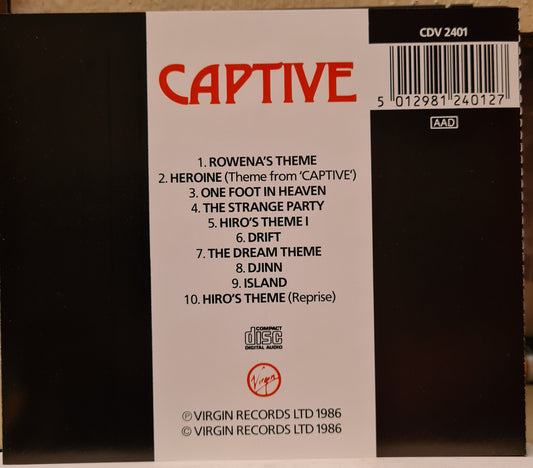 CDV 2401
CAPTIVE
5 012981 240127
AAD
1. ROWENA'S THEME
2. HEROINE (Theme from 'CAPTIVE')
3. ONE FOOT IN HEAVEN
4. THE STRANGE PARTY
5. HIRO'S THEME I
6. DRIFT
7. THE DREAM THEME
8. DJINN
9. ISLAND
10. HIRO'S THEME (Reprise)
COMPACT
disc
DIGITAL AUDIO
Virgin
℗ VIRGIN RECORDS LTD 1986
© VIRGIN RECORDS LTD 1986